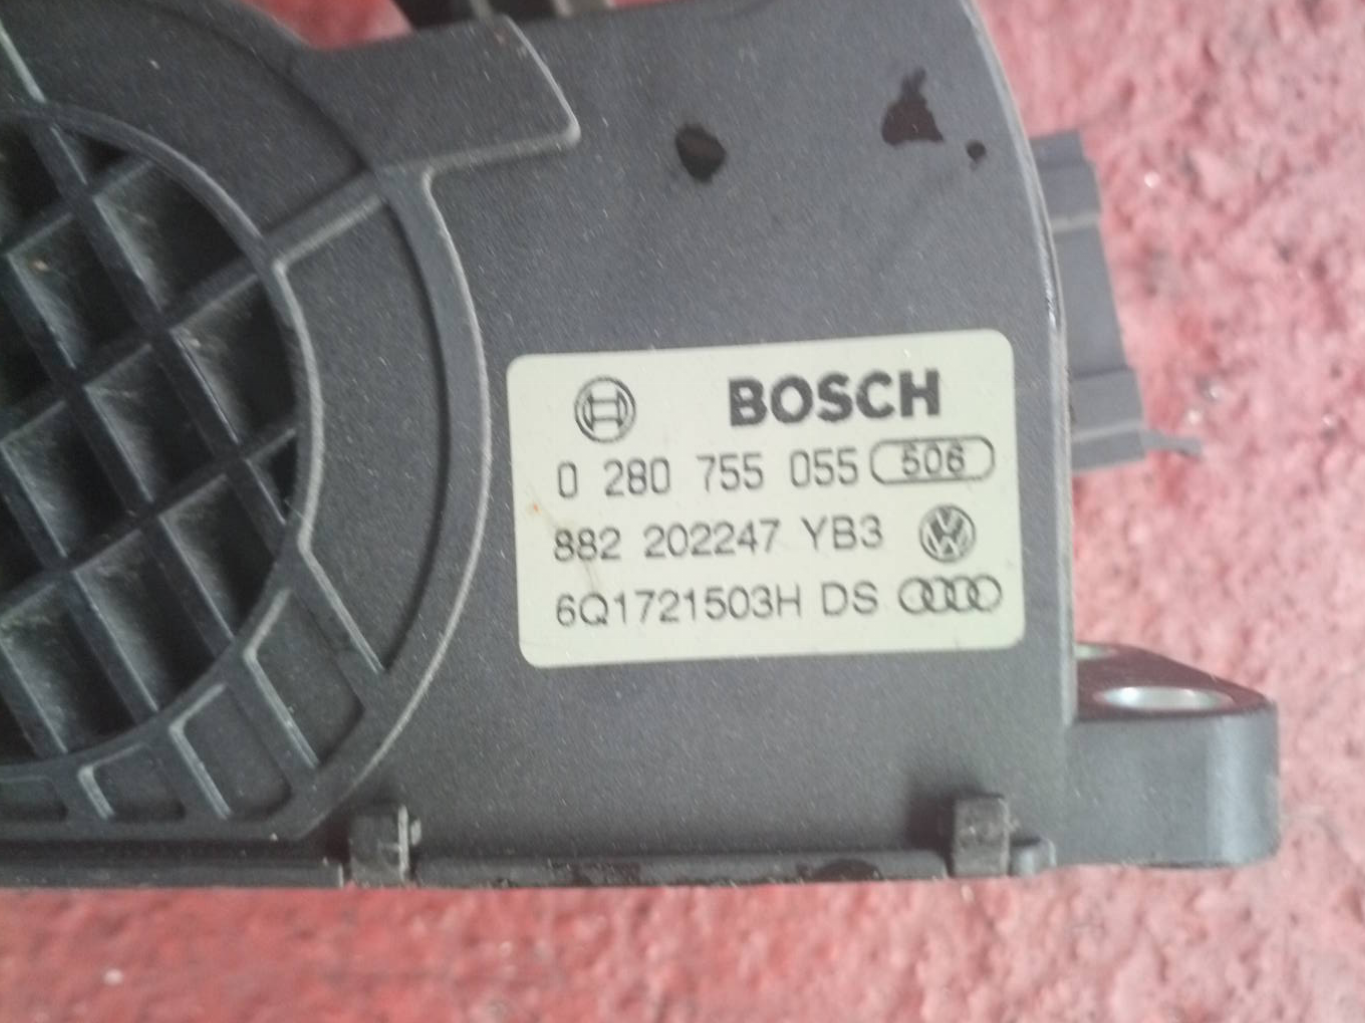 BOSCH
0 280 755 055 506
882 202247 YB3
6Q1721503H DS